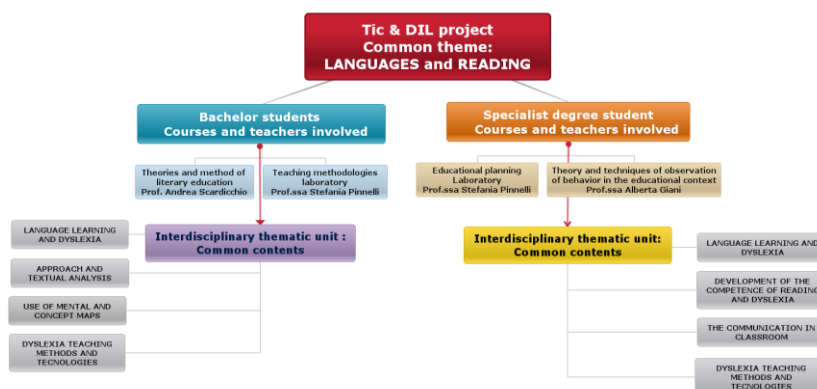 Tic & DIL project
Common theme:
LANGUAGES and READING
Bachelor students
Courses and teachers involved
Specialist degree student
Courses and teachers involved
Theories and method of
literary education
Prof. Andrea Scardicchio
Teaching methodologies
laboratory
Prof.ssa Stefania Pinnelli
Educational planning
Laboratory
Prof.ssa Stefania Pinnelli
Theory and techniques of observation
of behavior in the educational context
Prof.ssa Alberta Giani
Interdisciplinary thematic unit :
Common contents
LANGUAGE LEARNING
AND DYSLEXIA
APPROACH AND
TEXTUAL ANALYSIS
USE OF MENTAL AND
CONCEPT MAPS
DYSLEXIA TEACHING
METHODS AND
TECNOLOGIES
Interdisciplinary thematic unit:
Common contents
LANGUAGE LEARNING AND
DYSLEXIA
DEVELOPMENT OF THE
COMPETENCE OF READING
AND DYSLEXIA
THE COMMUNICATION IN
CLASSROOM
DYSLEXIA TEACHING
METHODS AND
TECNOLOGIES